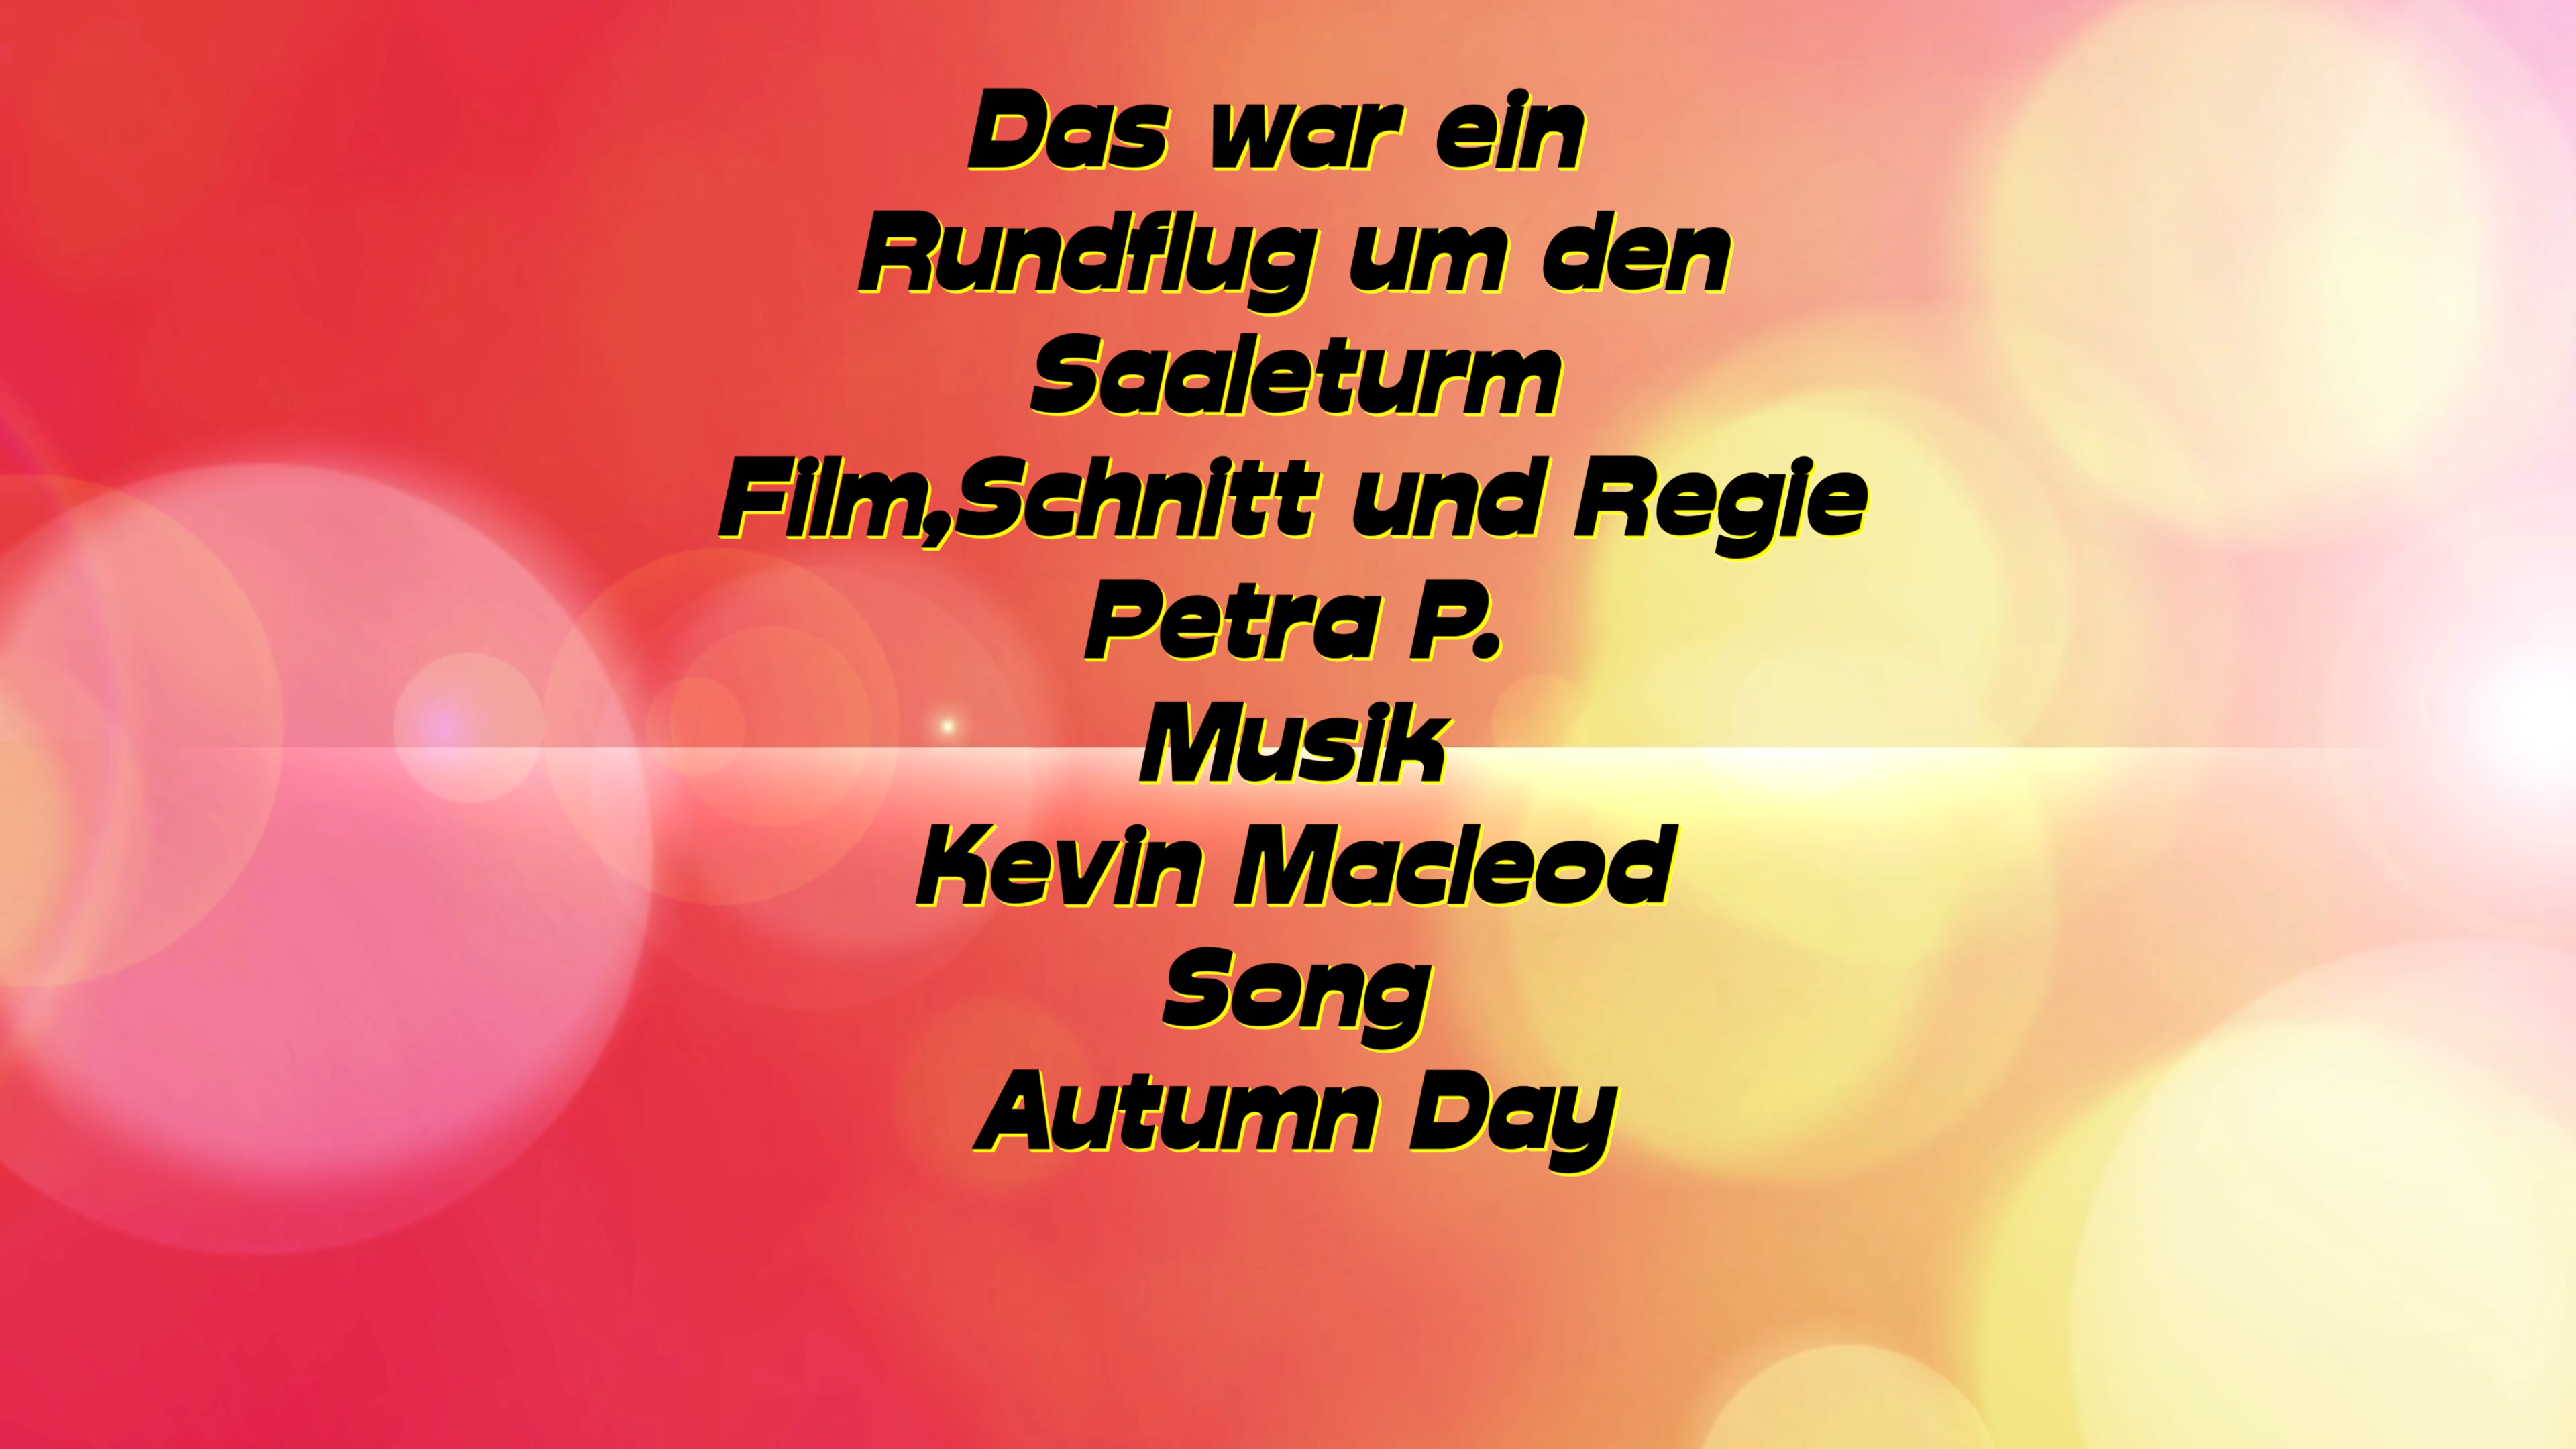 Das war ein
Rundflug um den
Saaleturm
Film,Schnitt und Regie
Petra P.
Musik
Kevin Macleod
Song
Autumn Day